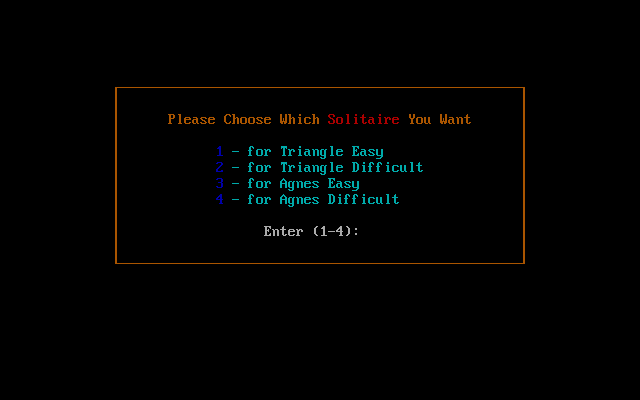 Please Choose Which Solitaire You Want
1 - for Triangle Easy
2 - for Triangle Difficult
3 - for Agnes Easy
4 - for Agnes Difficult
Enter (1-4):